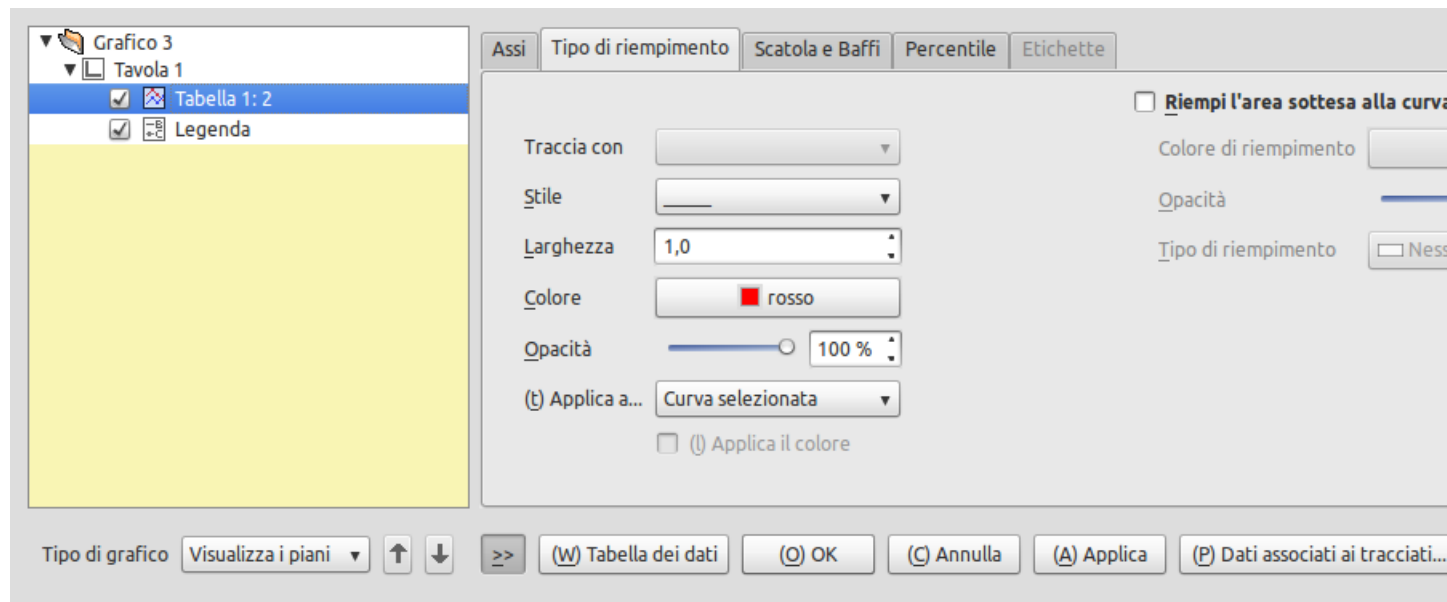 Grafico 3
Tavola 1
Tabella 1: 2
Legenda
Assi Tipo di riempimento Scatola e Baffi Percentile Etichette
Riempi l'area sottesa alla curva
Traccia con
Colore di riempimento
Stile
Opacità
Larghezza 1,0
Tipo di riempimento Ness
Colore rosso
Opacità 100 %
(t) Applica a... Curva selezionata
(l) Applica il colore
Tipo di grafico Visualizza i piani >> (W) Tabella dei dati (O) OK (C) Annulla (A) Applica (P) Dati associati ai tracciati...